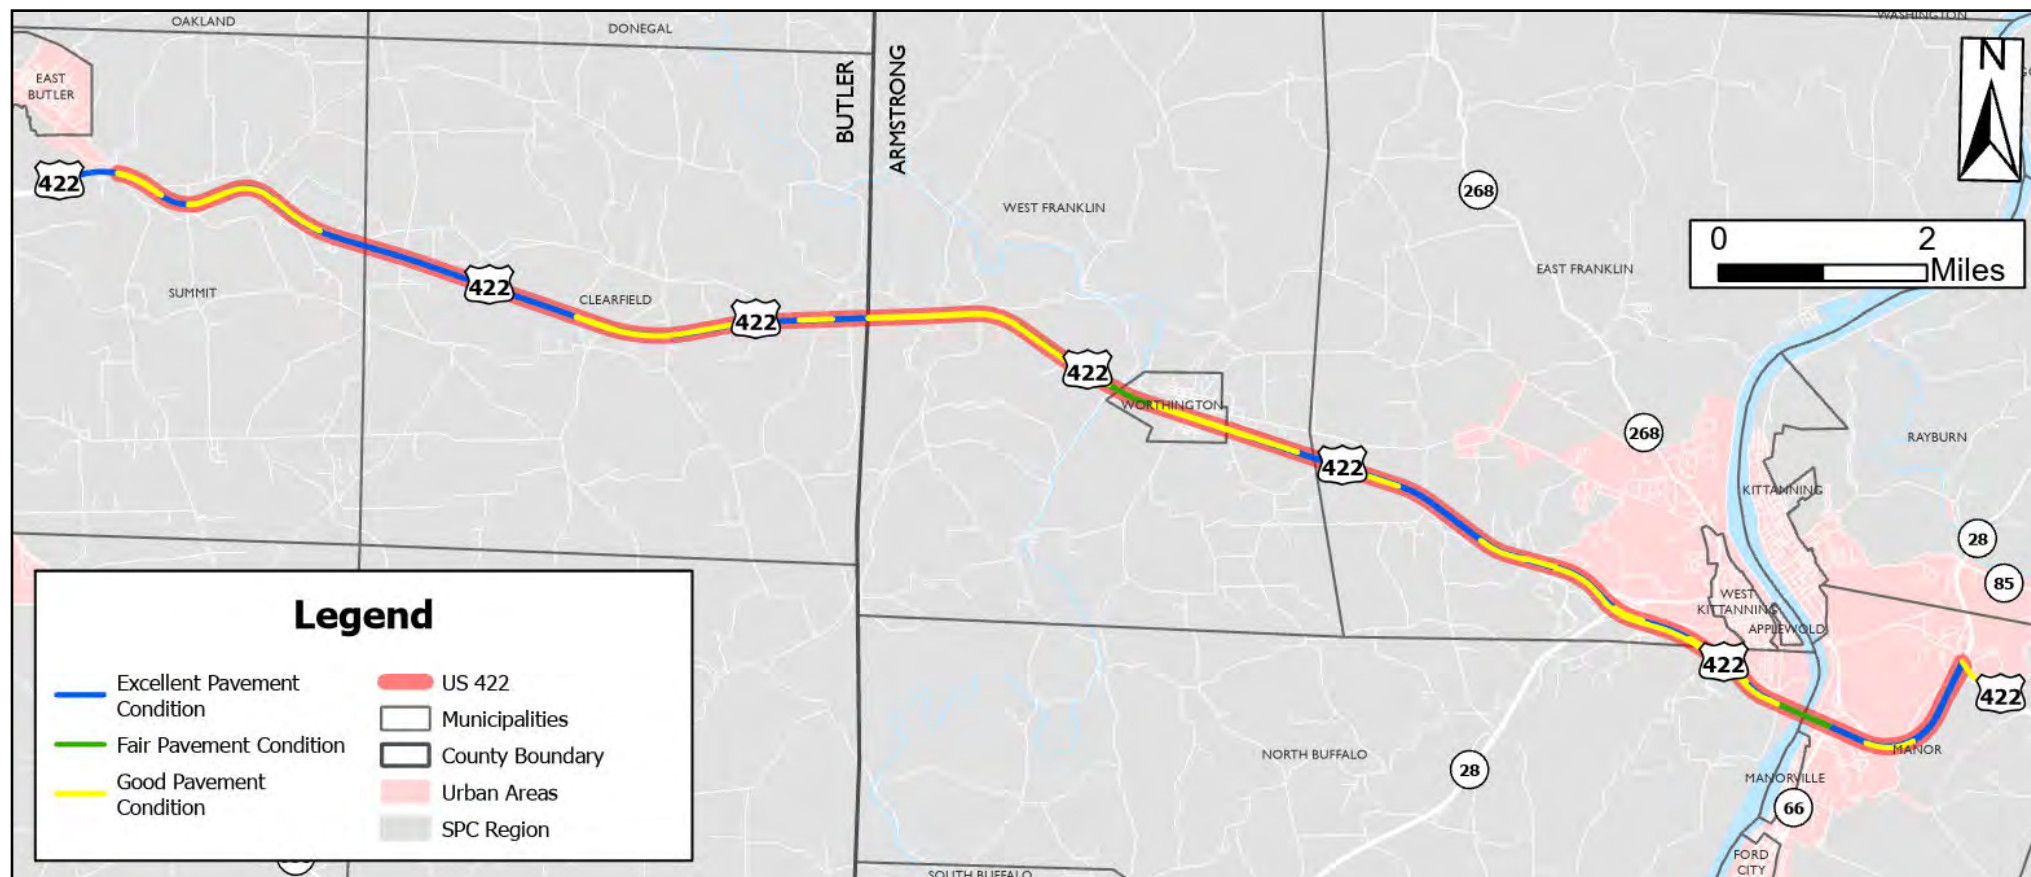 OAKLAND
DONEGAL
WASHINGTON
EAST
BUTLER
BUTLER
ARMSTRONG
N
422
268
WEST FRANKLIN
0
2
Miles
EAST FRANKLIN
SUMMIT
422
CLEARFIELD
422
422
WORTHINGTON
268
RAYBURN
422
KITTANNING
28
85
WEST
KITTANNING
APPLEWOLD
422
422
NORTH BUFFALO
28
MANOR
MANORVILLE
66
FORD
CITY
SOUTH BUFFALO
Legend
Excellent Pavement
Condition
Fair Pavement Condition
Good Pavement
Condition
US 422
Municipalities
County Boundary
Urban Areas
SPC Region